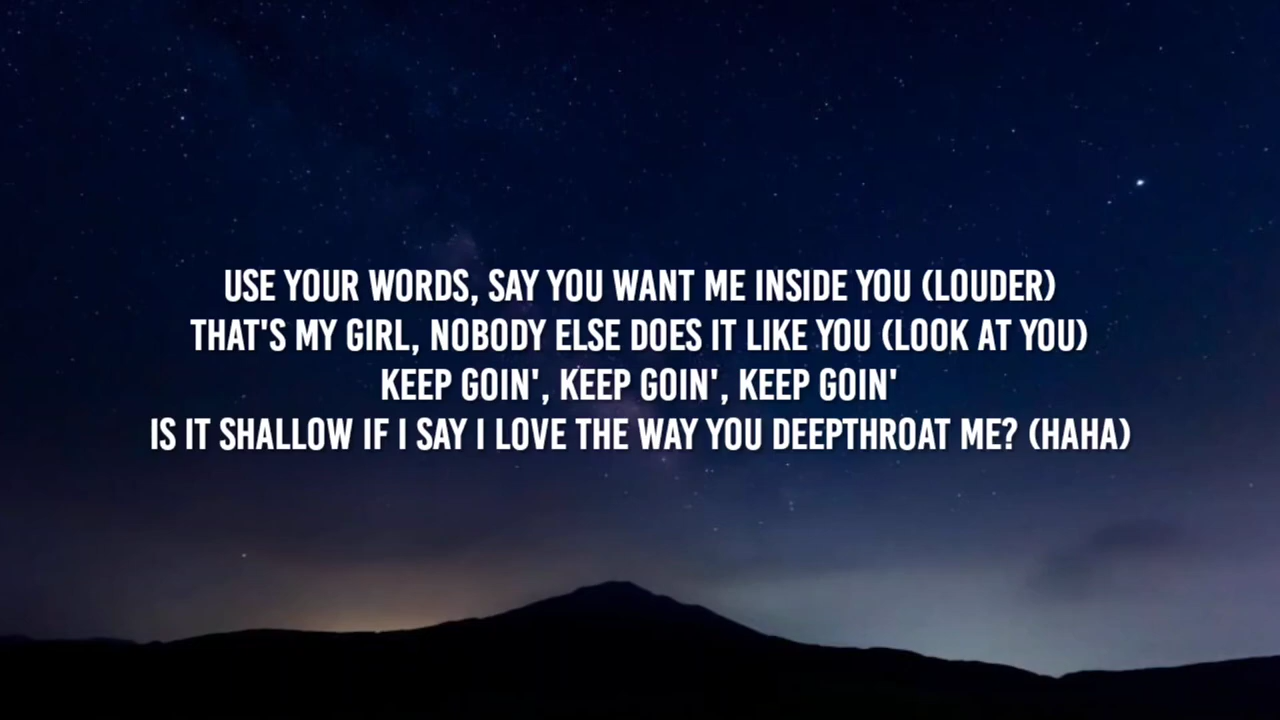 USE YOUR WORDS, SAY YOU WANT ME INSIDE YOU (LOUDER)
THAT'S MY GIRL, NOBODY ELSE DOES IT LIKE YOU (LOOK AT YOU)
KEEP GOIN', KEEP GOIN', KEEP GOIN'
IS IT SHALLOW IF I SAY I LOVE THE WAY YOU DEEPTHROAT ME? (HAHA)